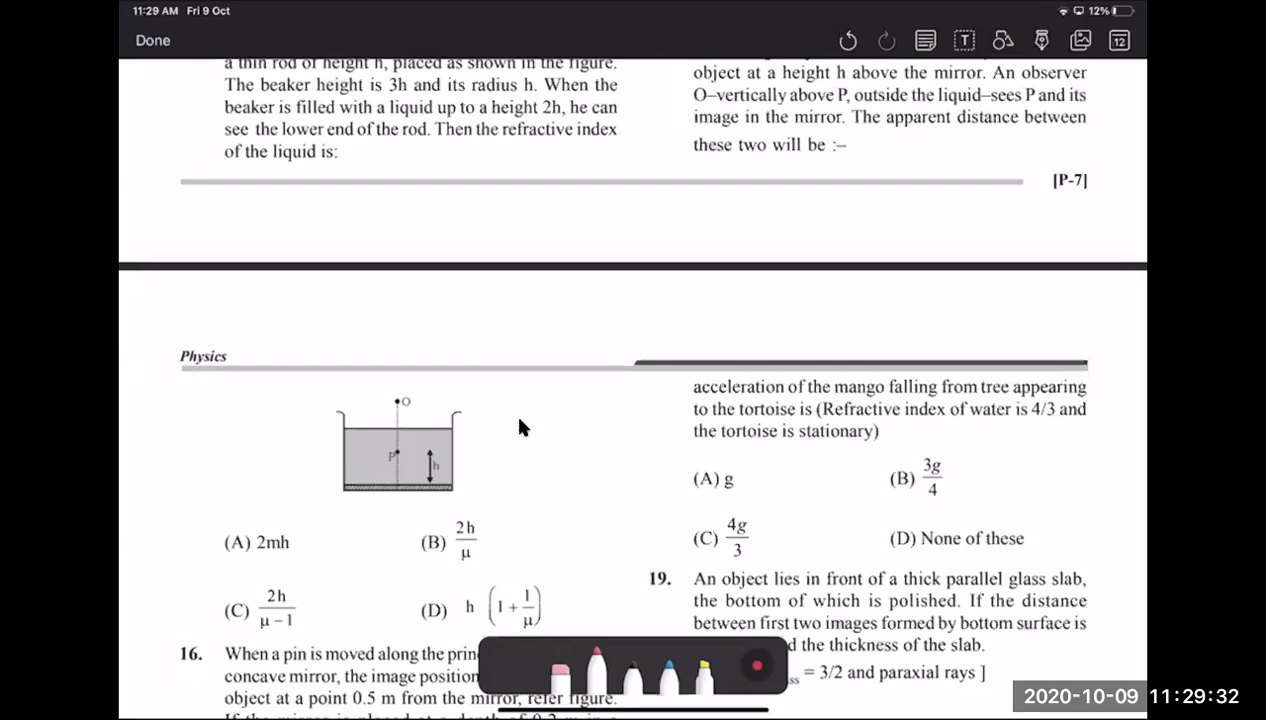 11:29 AM Fri 9 Oct
12%
Done
12
a thin rod of height h, placed as shown in the figure.
The beaker height is 3h and its radius h. When the
beaker is filled with a liquid up to a height 2h, he can
see the lower end of the rod. Then the refractive index
of the liquid is:
object at a height h above the mirror. An observer
O–vertically above P, outside the liquid–sees P and its
image in the mirror. The apparent distance between
these two will be :–
[P-7]
Physics
O
P
h
(A) 2mh
(B) 2h/μ
(C) 2h/(μ – 1)
(D) h (1 + 1/μ)
16. When a pin is moved along the prin
concave mirror, the image position
object at a point 0.5 m from the mirror, refer figure.
acceleration of the mango falling from tree appearing
to the tortoise is (Refractive index of water is 4/3 and
the tortoise is stationary)
(A) g
(B) 3g/4
(C) 4g/3
(D) None of these
19. An object lies in front of a thick parallel glass slab,
the bottom of which is polished. If the distance
between first two images formed by bottom surface is
d the thickness of the slab.
ss = 3/2 and paraxial rays ]
2020-10-09 11:29:32